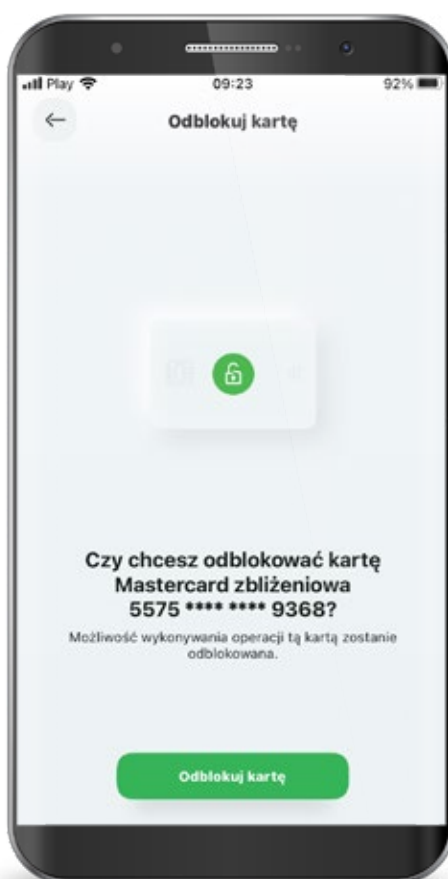 Play 09:23 92%
Odblokuj kartę
Czy chcesz odblokować kartę
Mastercard zbliżeniowa
5575 **** **** 9368?
Możliwość wykonywania operacji tą kartą zostanie
odblokowana.
Odblokuj kartę